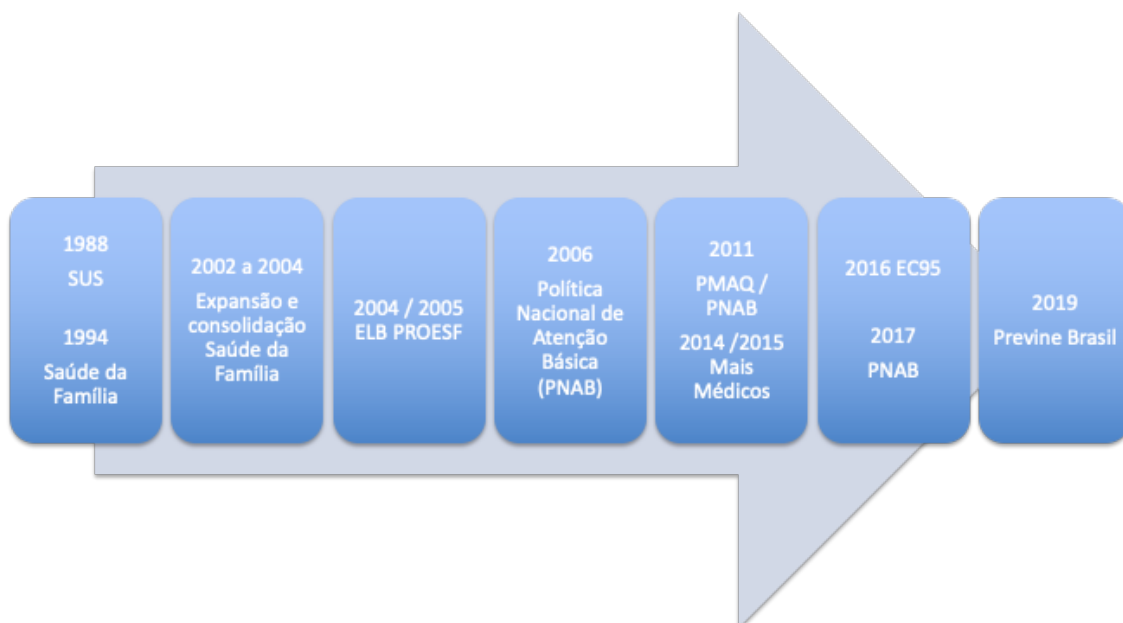 1988
SUS
1994
Saúde da
Família
2002 a 2004
Expansão e
consolidação
Saúde da
Família
2004 / 2005
ELB PROESF
2006
Política
Nacional de
Atenção
Básica
(PNAB)
2011
PMAQ /
PNAB
2014 /2015
Mais
Médicos
2016 EC95
2017
PNAB
2019
Previne Brasil